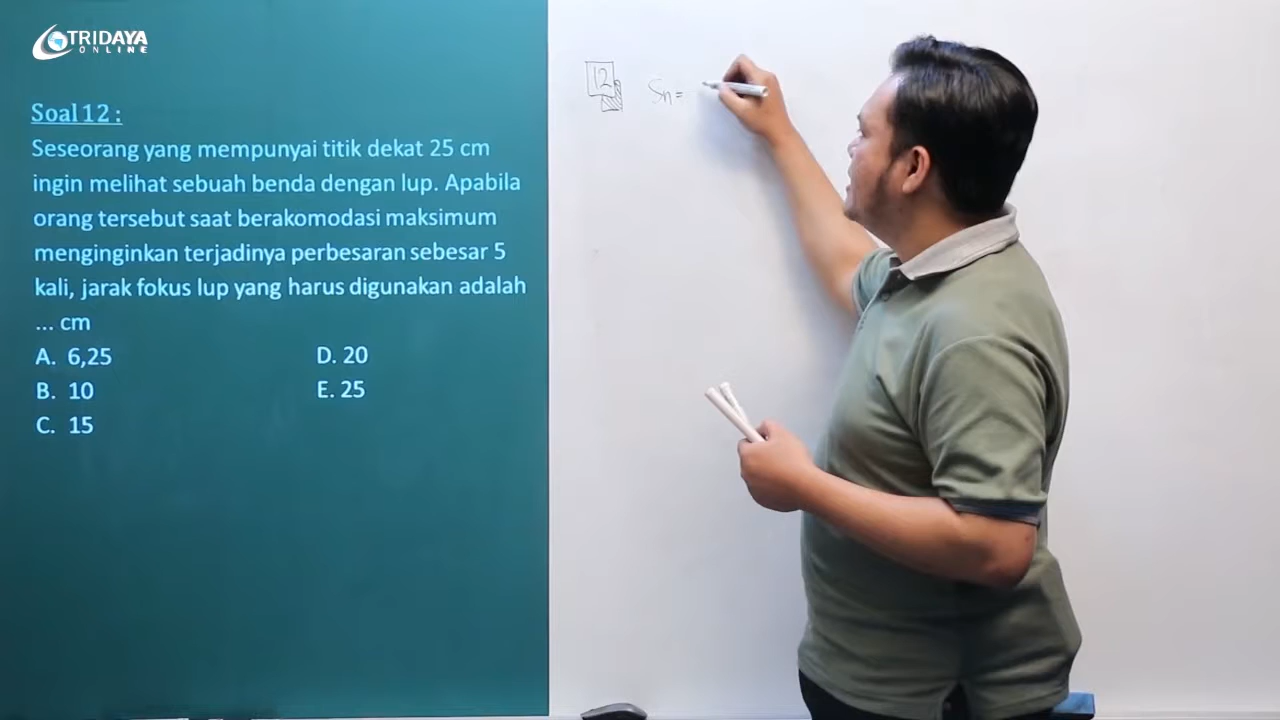 TRIDAYA
ONLINE
Soal 12 :
Seseorang yang mempunyai titik dekat 25 cm
ingin melihat sebuah benda dengan lup. Apabila
orang tersebut saat berakomodasi maksimum
menginginkan terjadinya perbesaran sebesar 5
kali, jarak fokus lup yang harus digunakan adalah
... cm
A. 6,25
B. 10
C. 15
D. 20
E. 25
12
Sn =